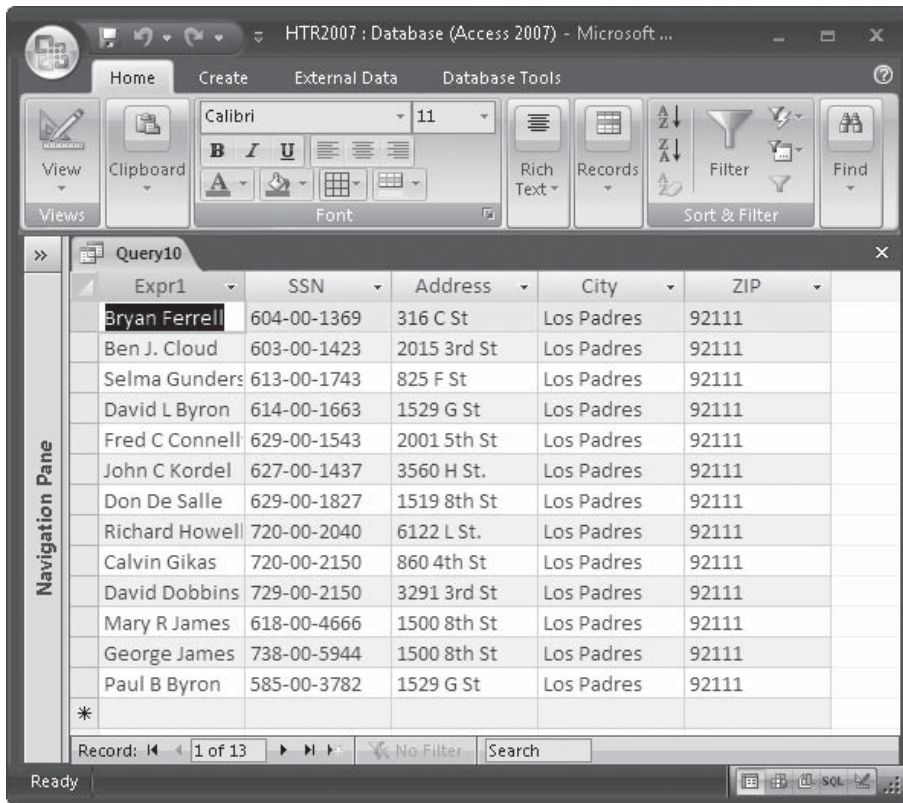 HTR2007 : Database (Access 2007) - Microsoft ...
Home Create External Data Database Tools
View
Clipboard
Calibri 11
B I U
A
Rich Text
Records
Filter
Find
Views Font Sort & Filter
Query10
Expr1 SSN Address City ZIP
Bryan Ferrell 604-00-1369 316 C St Los Padres 92111
Ben J. Cloud 603-00-1423 2015 3rd St Los Padres 92111
Selma Gunders 613-00-1743 825 F St Los Padres 92111
David L Byron 614-00-1663 1529 G St Los Padres 92111
Fred C Connell 629-00-1543 2001 5th St Los Padres 92111
John C Kordel 627-00-1437 3560 H St. Los Padres 92111
Don De Salle 629-00-1827 1519 8th St Los Padres 92111
Richard Howell 720-00-2040 6122 L St. Los Padres 92111
Calvin Gikas 720-00-2150 860 4th St Los Padres 92111
David Dobbins 729-00-2150 3291 3rd St Los Padres 92111
Mary R James 618-00-4666 1500 8th St Los Padres 92111
George James 738-00-5944 1500 8th St Los Padres 92111
Paul B Byron 585-00-3782 1529 G St Los Padres 92111
Navigation Pane
Record: 1 of 13 No Filter Search
Ready SQL